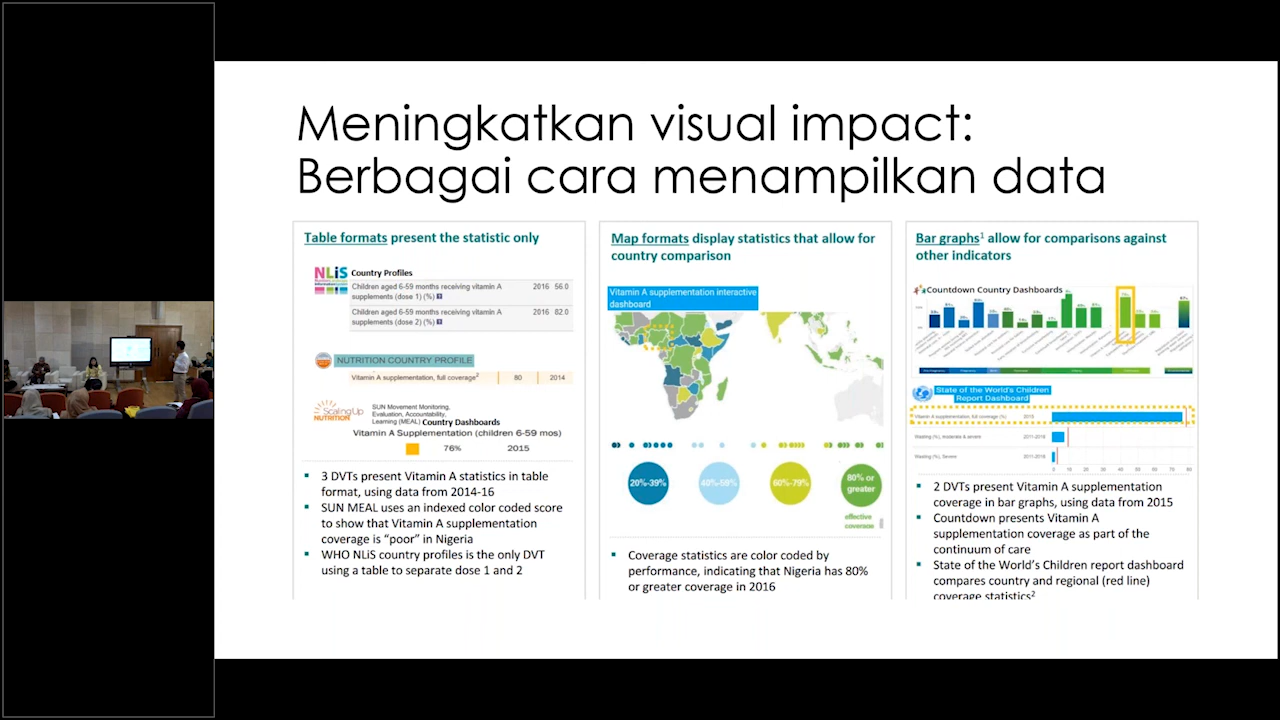 Meningkatkan visual impact:
Berbagai cara menampilkan data
Table formats present the statistic only
NLiS Country Profiles
Children aged 6-59 months receiving vitamin A 2016 56.0
supplements (dose 1) (%)
Children aged 6-59 months receiving vitamin A 2016 82.0
supplements (dose 2) (%)
NUTRITION COUNTRY PROFILE
Vitamin A supplementation, full coverage² 80 2014
Scaling Up
NUTRITION
SUN Movement Monitoring,
Evaluation, Accountability,
Learning (MEAL) Country Dashboards
Vitamin A Supplementation (children 6-59 mos)
76% 2015
▪ 3 DVTs present Vitamin A statistics in table
format, using data from 2014-16
▪ SUN MEAL uses an indexed color coded score
to show that Vitamin A supplementation
coverage is “poor” in Nigeria
▪ WHO NLiS country profiles is the only DVT
using a table to separate dose 1 and 2
Map formats display statistics that allow for
country comparison
Vitamin A supplementation interactive
dashboard
20%-39%
40%-59%
60%-79%
80% or
greater
effective
coverage
▪ Coverage statistics are color coded by
performance, indicating that Nigeria has 80%
or greater coverage in 2016
Bar graphs¹ allow for comparisons against
other indicators
Countdown Country Dashboards
State of the World's Children
Report Dashboard
Vitamin A supplementation, full coverage (%) 2015
Wasting (%), moderate & severe 2011-2016
Wasting (%), Severe 2011-2016
0 10 20 30 40 50 60 70 80
▪ 2 DVTs present Vitamin A supplementation
coverage in bar graphs, using data from 2015
▪ Countdown presents Vitamin A
supplementation coverage as part of the
continuum of care
▪ State of the World's Children report dashboard
compares country and regional (red line)
coverage statistics²